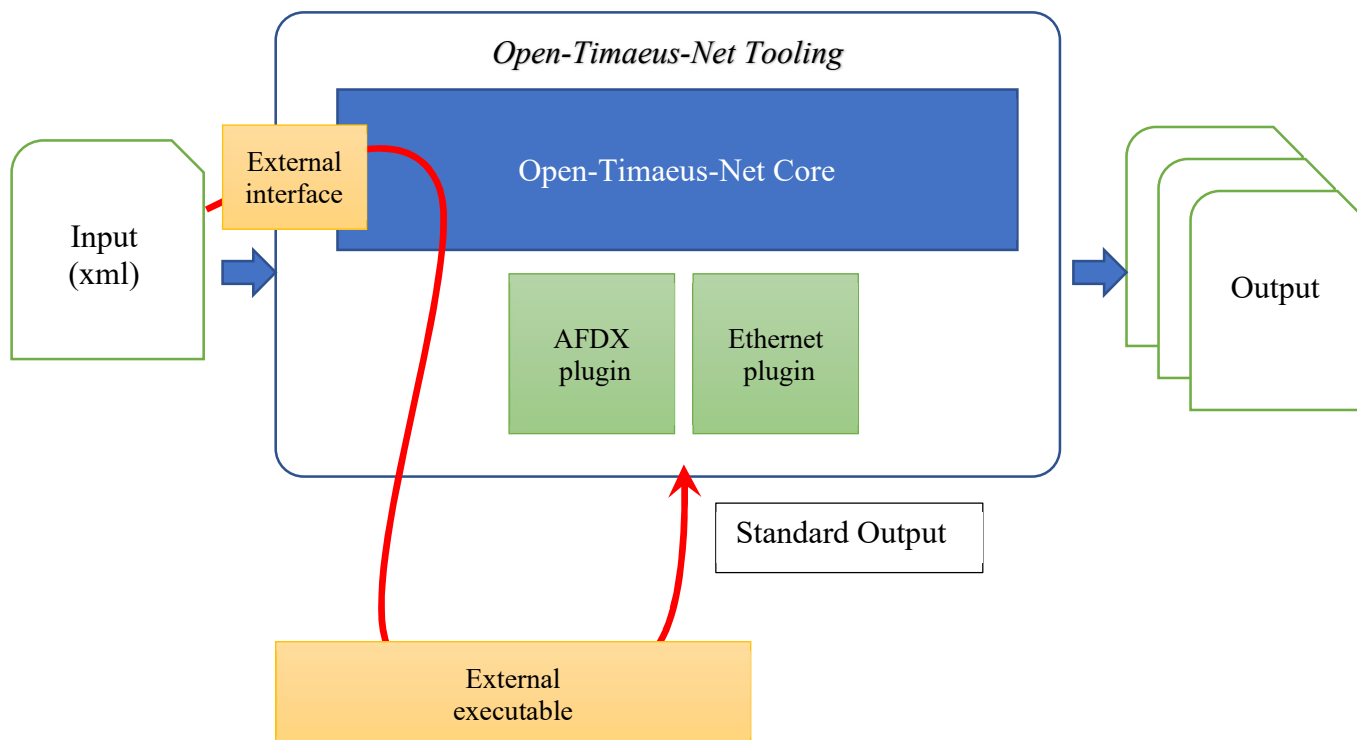 Open-Timaeus-Net Tooling
External
interface
Open-Timaeus-Net Core
Input
(xml)
AFDX
plugin
Ethernet
plugin
Output
Standard Output
External
executable